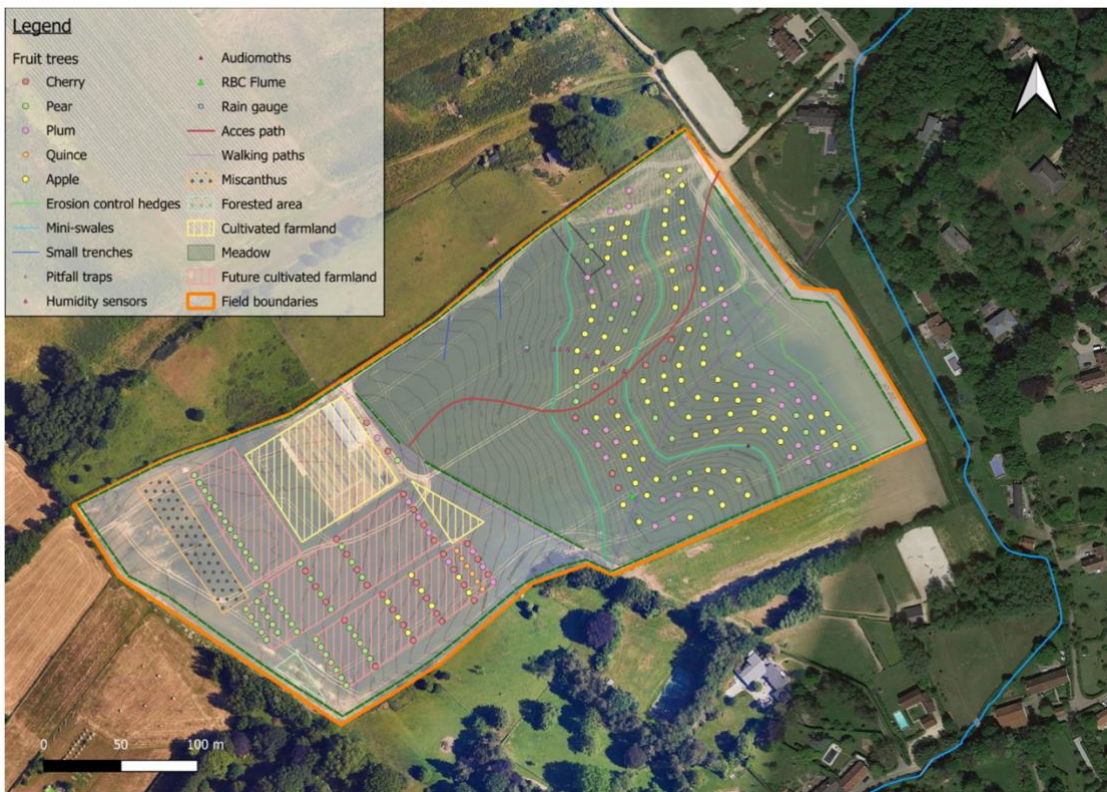 Legend
Fruit trees
Cherry
Pear
Plum
Quince
Apple
Erosion control hedges
Mini-swales
Small trenches
Pitfall traps
Humidity sensors
Audiomoths
RBC Flume
Rain gauge
Acces path
Walking paths
Miscanthus
Forested area
Cultivated farmland
Meadow
Future cultivated farmland
Field boundaries
0 50 100 m